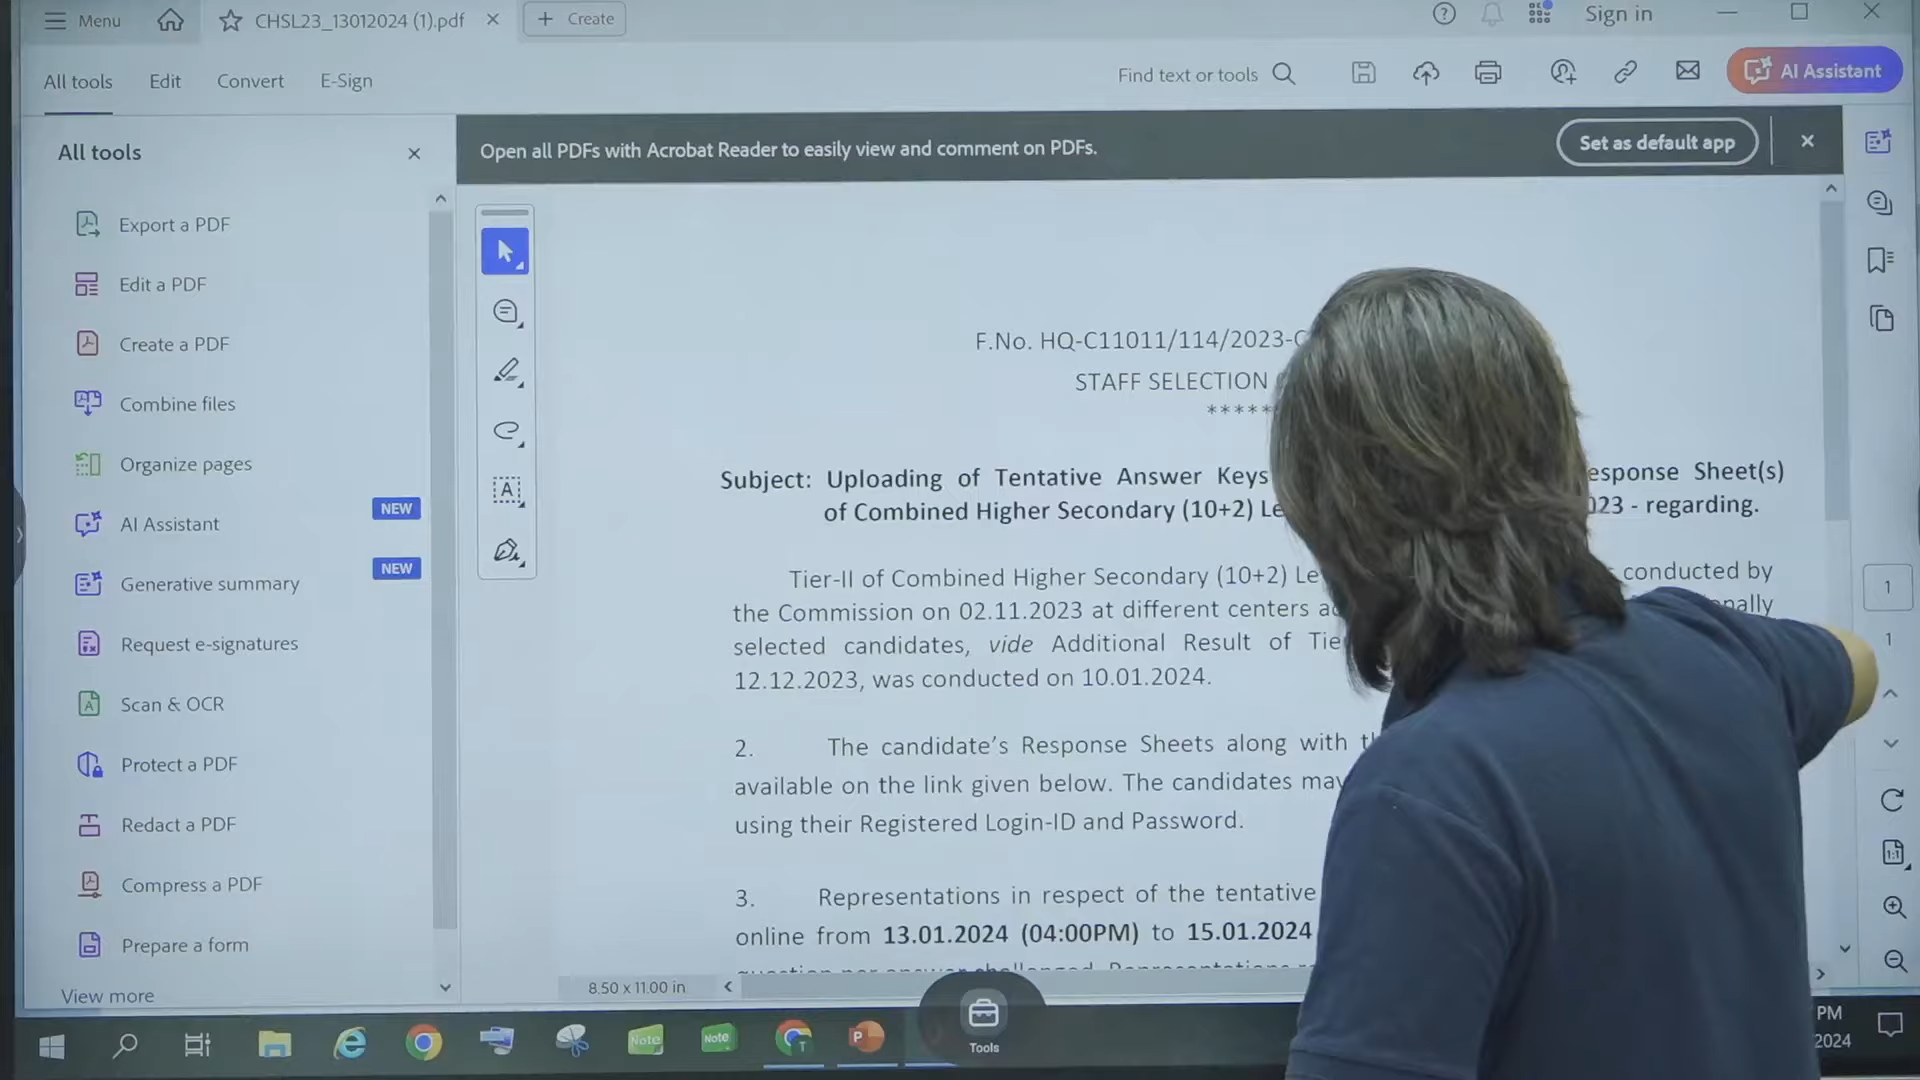 Menu
CHSL23_13012024 (1).pdf
Create
Sign in
All tools
Edit
Convert
E-Sign
Find text or tools
AI Assistant
All tools
Open all PDFs with Acrobat Reader to easily view and comment on PDFs.
Set as default app
Export a PDF
Edit a PDF
Create a PDF
Combine files
Organize pages
AI Assistant
NEW
Generative summary
NEW
Request e-signatures
Scan & OCR
Protect a PDF
Redact a PDF
Compress a PDF
Prepare a form
View more
F.No. HQ-C11011/114/2023-
STAFF SELECTION
*****
Subject: Uploading of Tentative Answer Keys esponse Sheet(s)
of Combined Higher Secondary (10+2) Le 023 - regarding.
Tier-II of Combined Higher Secondary (10+2) Le conducted by
the Commission on 02.11.2023 at different centers a nally
selected candidates, vide Additional Result of Tie
12.12.2023, was conducted on 10.01.2024.
2. The candidate's Response Sheets along with t
available on the link given below. The candidates may
using their Registered Login-ID and Password.
3. Representations in respect of the tentative
online from 13.01.2024 (04:00PM) to 15.01.2024
8.50 x 11.00 in
1
1
1:1
Note
Note
T
P
Tools
PM
2024